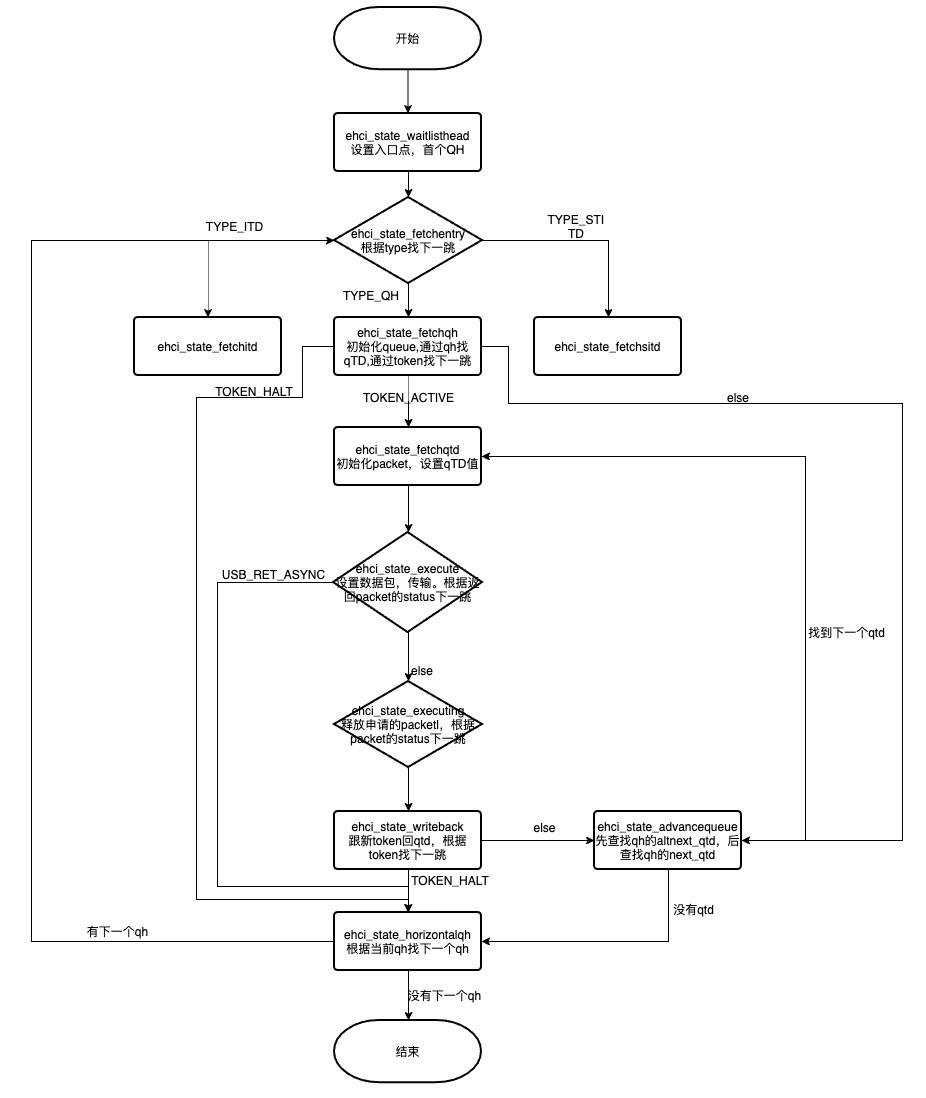 开始
ehci_state_waitlisthead
设置入口点，首个QH
TYPE_ITD
ehci_state_fetchentry
根据type找下一跳
TYPE_STI
TD
TYPE_QH
ehci_state_fetchitd
ehci_state_fetchqh
初始化queue,通过qh找
qTD,通过token找下一跳
ehci_state_fetchsitd
TOKEN_HALT
TOKEN_ACTIVE
else
ehci_state_fetchqtd
初始化packet，设置qTD值
USB_RET_ASYNC
ehci_state_execute
设置数据包，传输。根据返
回packet的status下一跳
找到下一个qtd
else
ehci_state_executing
释放申请的packetl，根据
packet的status下一跳
ehci_state_writeback
跟新token回qtd，根据
token找下一跳
else
ehci_state_advancequeue
先查找qh的altnext_qtd，后
查找qh的next_qtd
TOKEN_HALT
没有qtd
有下一个qh
ehci_state_horizontalqh
根据当前qh找下一个qh
没有下一个qh
结束